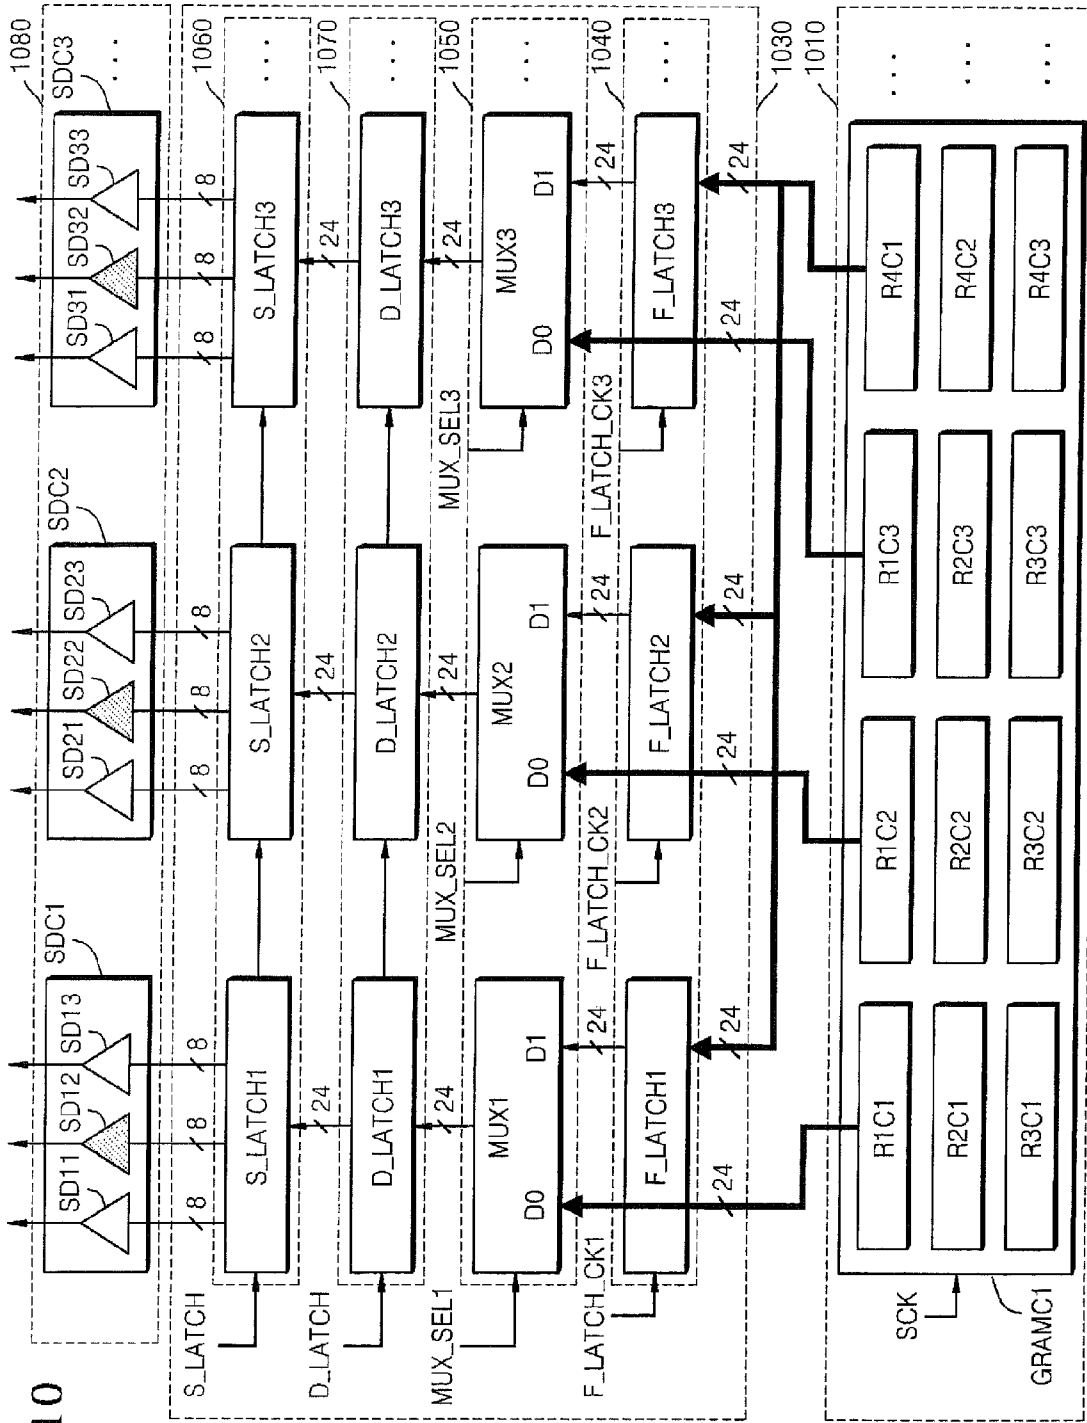 10
1080
SDC1
SDC2
SDC3
SD11
SD12
SD13
SD21
SD22
SD23
SD31
SD32
SD33
...
8
8
8
8
8
8
8
8
8
1060
S_LATCH
S_LATCH1
S_LATCH2
S_LATCH3
...
24
24
24
1070
D_LATCH
D_LATCH1
D_LATCH2
D_LATCH3
...
24
24
24
1050
MUX_SEL1
MUX_SEL2
MUX_SEL3
MUX1
MUX2
MUX3
...
D0
D1
D0
D1
D0
D1
24
24
24
1040
F_LATCH_CK1
F_LATCH_CK2
F_LATCH_CK3
F_LATCH1
F_LATCH2
F_LATCH3
...
24
24
24
24
24
24
1030
1010
SCK
GRAMC1
R1C1
R1C2
R1C3
R4C1
...
R2C1
R2C2
R2C3
R4C2
...
R3C1
R3C2
R3C3
R4C3
...